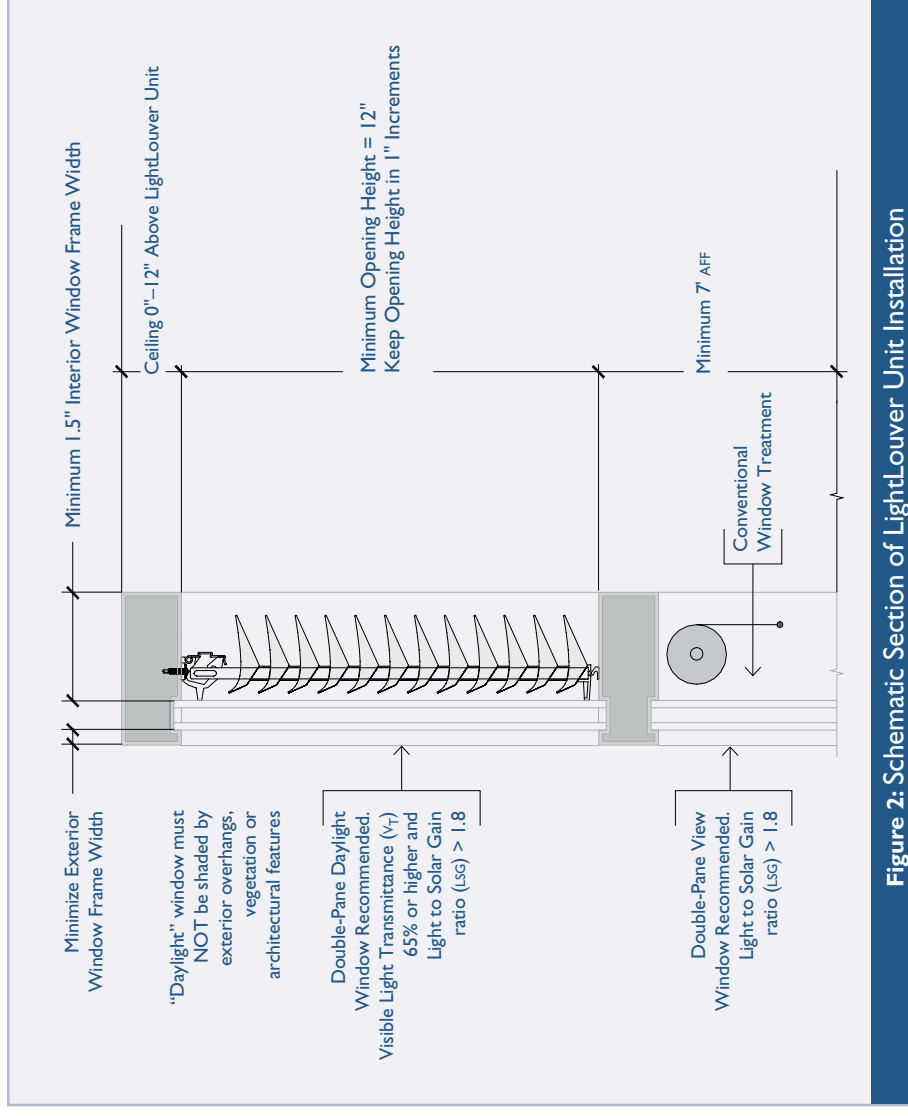 Minimize Exterior
Window Frame Width
Minimum 1.5" Interior Window Frame Width
Ceiling 0"–12" Above LightLouver Unit
"Daylight" window must
NOT be shaded by
exterior overhangs,
vegetation or
architectural features
Minimum Opening Height = 12"
Keep Opening Height in 1" Increments
Double-Pane Daylight
Window Recommended.
Visible Light Transmittance (VT)
65% or higher and
Light to Solar Gain
ratio (LSG) > 1.8
Conventional
Window Treatment
Minimum 7' AFF
Double-Pane View
Window Recommended.
Light to Solar Gain
ratio (LSG) > 1.8
Figure 2: Schematic Section of LightLouver Unit Installation